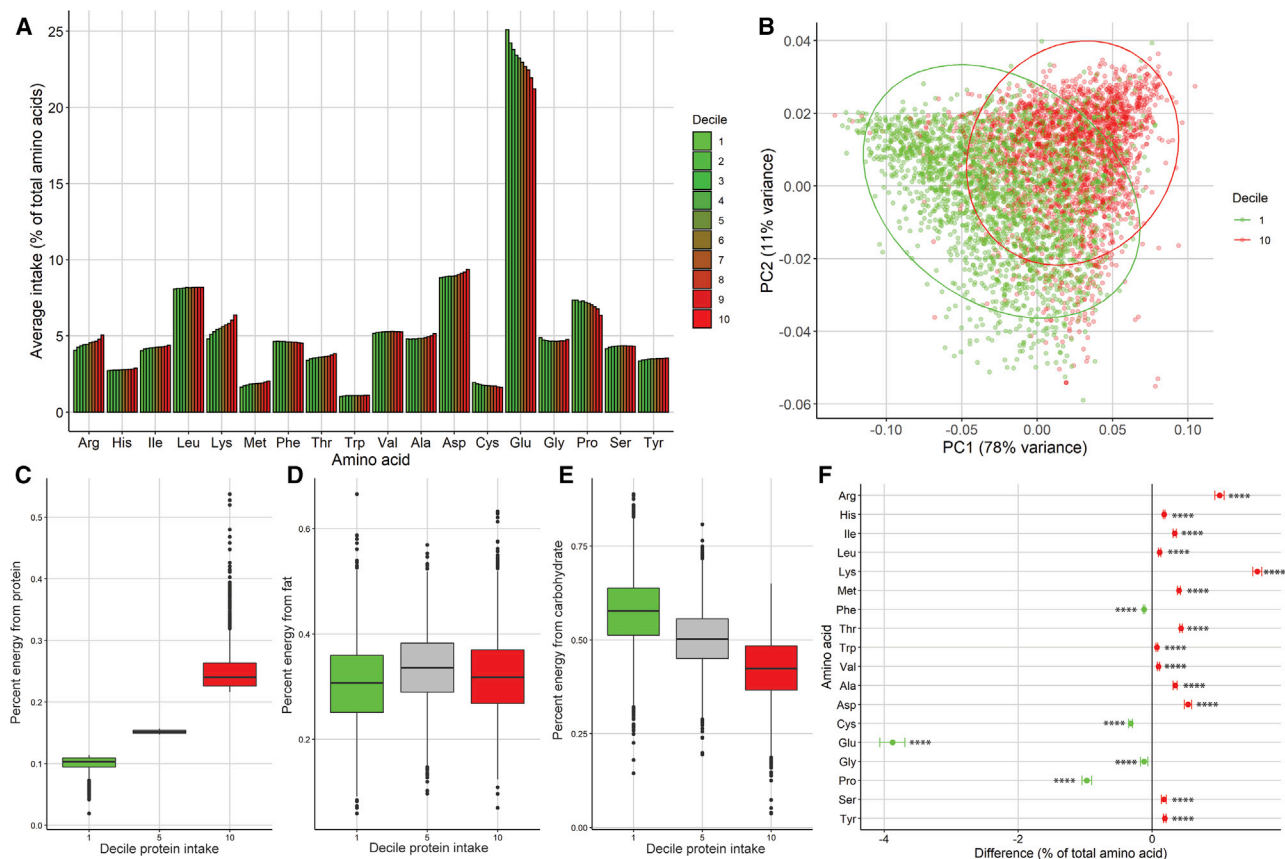 A
Average intake (% of total amino acids)
25
20
15
10
5
0
Arg His Ile Leu Lys Met Phe Thr Trp Val Ala Asp Cys Glu Gly Pro Ser Tyr
Amino acid
Decile
1
2
3
4
5
6
7
8
9
10
B
PC2 (11% variance)
0.04
0.02
0.00
-0.02
-0.04
-0.06
-0.10 -0.05 0.00 0.05 0.10
PC1 (78% variance)
Decile
1
10
C
Percent energy from protein
0.5
0.4
0.3
0.2
0.1
0.0
1 5 10
Decile protein intake
D
Percent energy from fat
0.6
0.4
0.2
1 5 10
Decile protein intake
E
Percent energy from carbohydrate
0.75
0.50
0.25
0.00
1 5 10
Decile protein intake
F
Amino acid
Arg ****
His ****
Ile ****
Leu ****
Lys ****
Met ****
Phe ****
Thr ****
Trp ****
Val ****
Ala ****
Asp ****
Cys ****
Glu ****
Gly ****
Pro ****
Ser ****
Tyr ****
-4 -2 0
Difference (% of total amino acid)